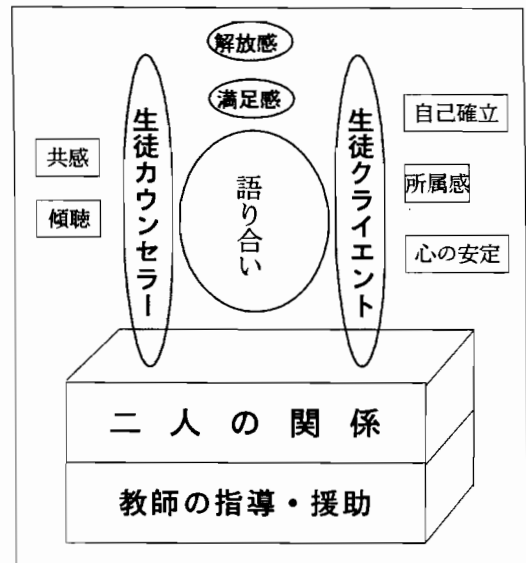 解放感
満足感
共感
傾聴
生徒カウンセラー
語り合い
生徒クライエント
自己確立
所属感
心の安定
二人の関係
教師の指導・援助